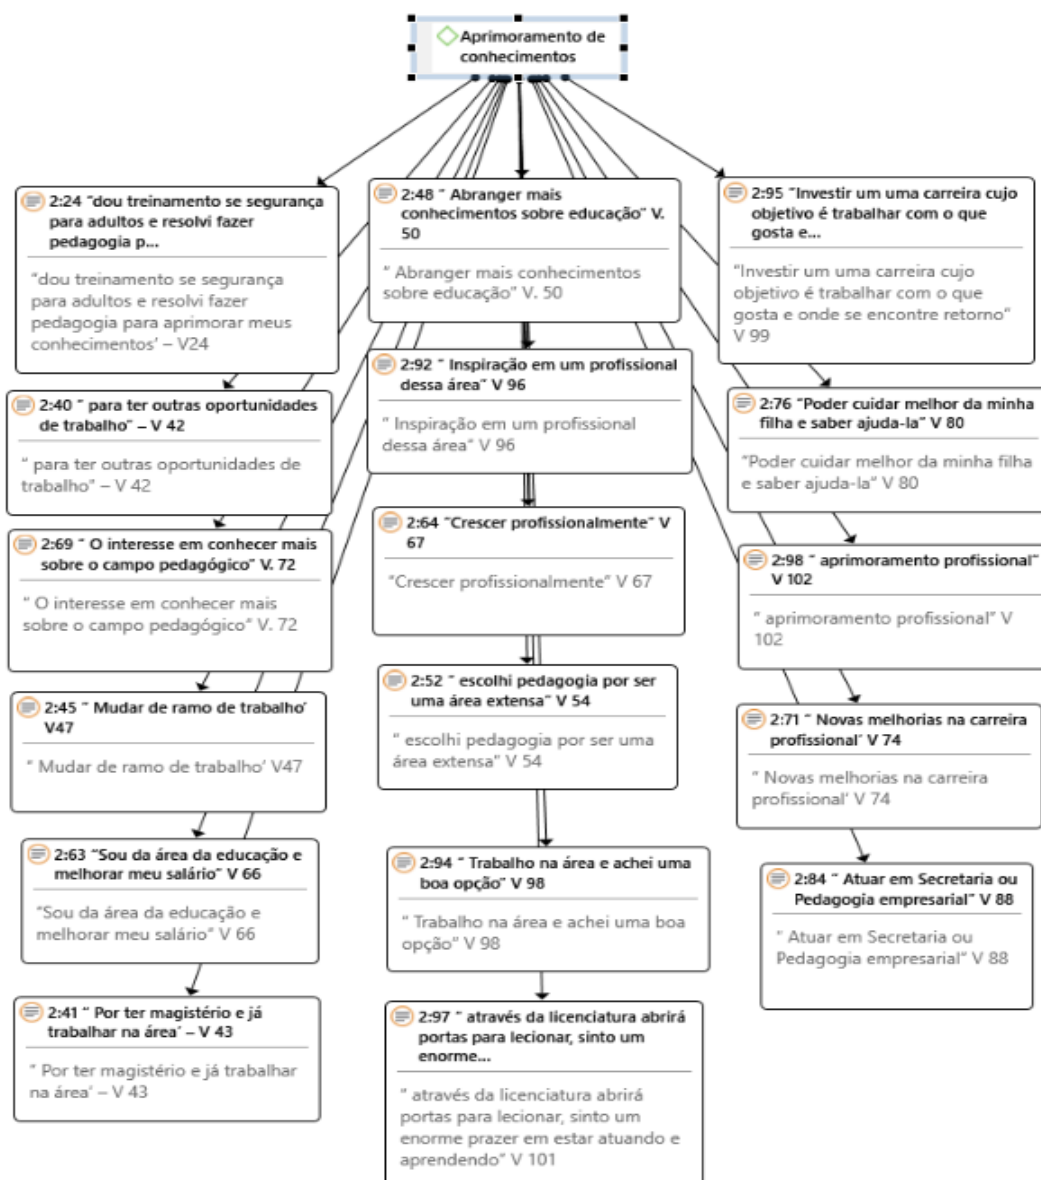 Aprimoramento de
conhecimentos
2:24 "dou treinamento se segurança
para adultos e resolvi fazer
pedagogia p...
"dou treinamento se segurança
para adultos e resolvi fazer
pedagogia para aprimorar meus
conhecimentos' – V24
2:40 " para ter outras oportunidades
de trabalho" – V 42
" para ter outras oportunidades de
trabalho" – V 42
2:69 " O interesse em conhecer mais
sobre o campo pedagógico" V. 72
" O interesse em conhecer mais
sobre o campo pedagógico" V. 72
2:45 " Mudar de ramo de trabalho'
V47
" Mudar de ramo de trabalho' V47
2:63 "Sou da área da educação e
melhorar meu salário" V 66
"Sou da área da educação e
melhorar meu salário" V 66
2:41 " Por ter magistério e já
trabalhar na área' – V 43
" Por ter magistério e já trabalhar
na área' – V 43
2:48 " Abranger mais
conhecimentos sobre educação" V.
50
" Abranger mais conhecimentos
sobre educação" V. 50
2:92 " Inspiração em um profissional
dessa área" V 96
" Inspiração em um profissional
dessa área" V 96
2:64 "Crescer profissionalmente" V
67
"Crescer profissionalmente" V 67
2:52 " escolhi pedagogia por ser
uma área extensa" V 54
" escolhi pedagogia por ser uma
área extensa" V 54
2:94 " Trabalho na área e achei uma
boa opção" V 98
" Trabalho na área e achei uma
boa opção" V 98
2:97 " através da licenciatura abrirá
portas para lecionar, sinto um
enorme...
" através da licenciatura abrirá
portas para lecionar, sinto um
enorme prazer em estar atuando e
aprendendo" V 101
2:95 "Investir um uma carreira cujo
objetivo é trabalhar com o que
gosta e...
"Investir um uma carreira cujo
objetivo é trabalhar com o que
gosta e onde se encontre retorno"
V 99
2:76 "Poder cuidar melhor da minha
filha e saber ajuda-la" V 80
"Poder cuidar melhor da minha filha
e saber ajuda-la" V 80
2:98 " aprimoramento profissional"
V 102
" aprimoramento profissional" V
102
2:71 " Novas melhorias na carreira
profissional' V 74
" Novas melhorias na carreira
profissional' V 74
2:84 " Atuar em Secretaria ou
Pedagogia empresarial" V 88
" Atuar em Secretaria ou
Pedagogia empresarial" V 88